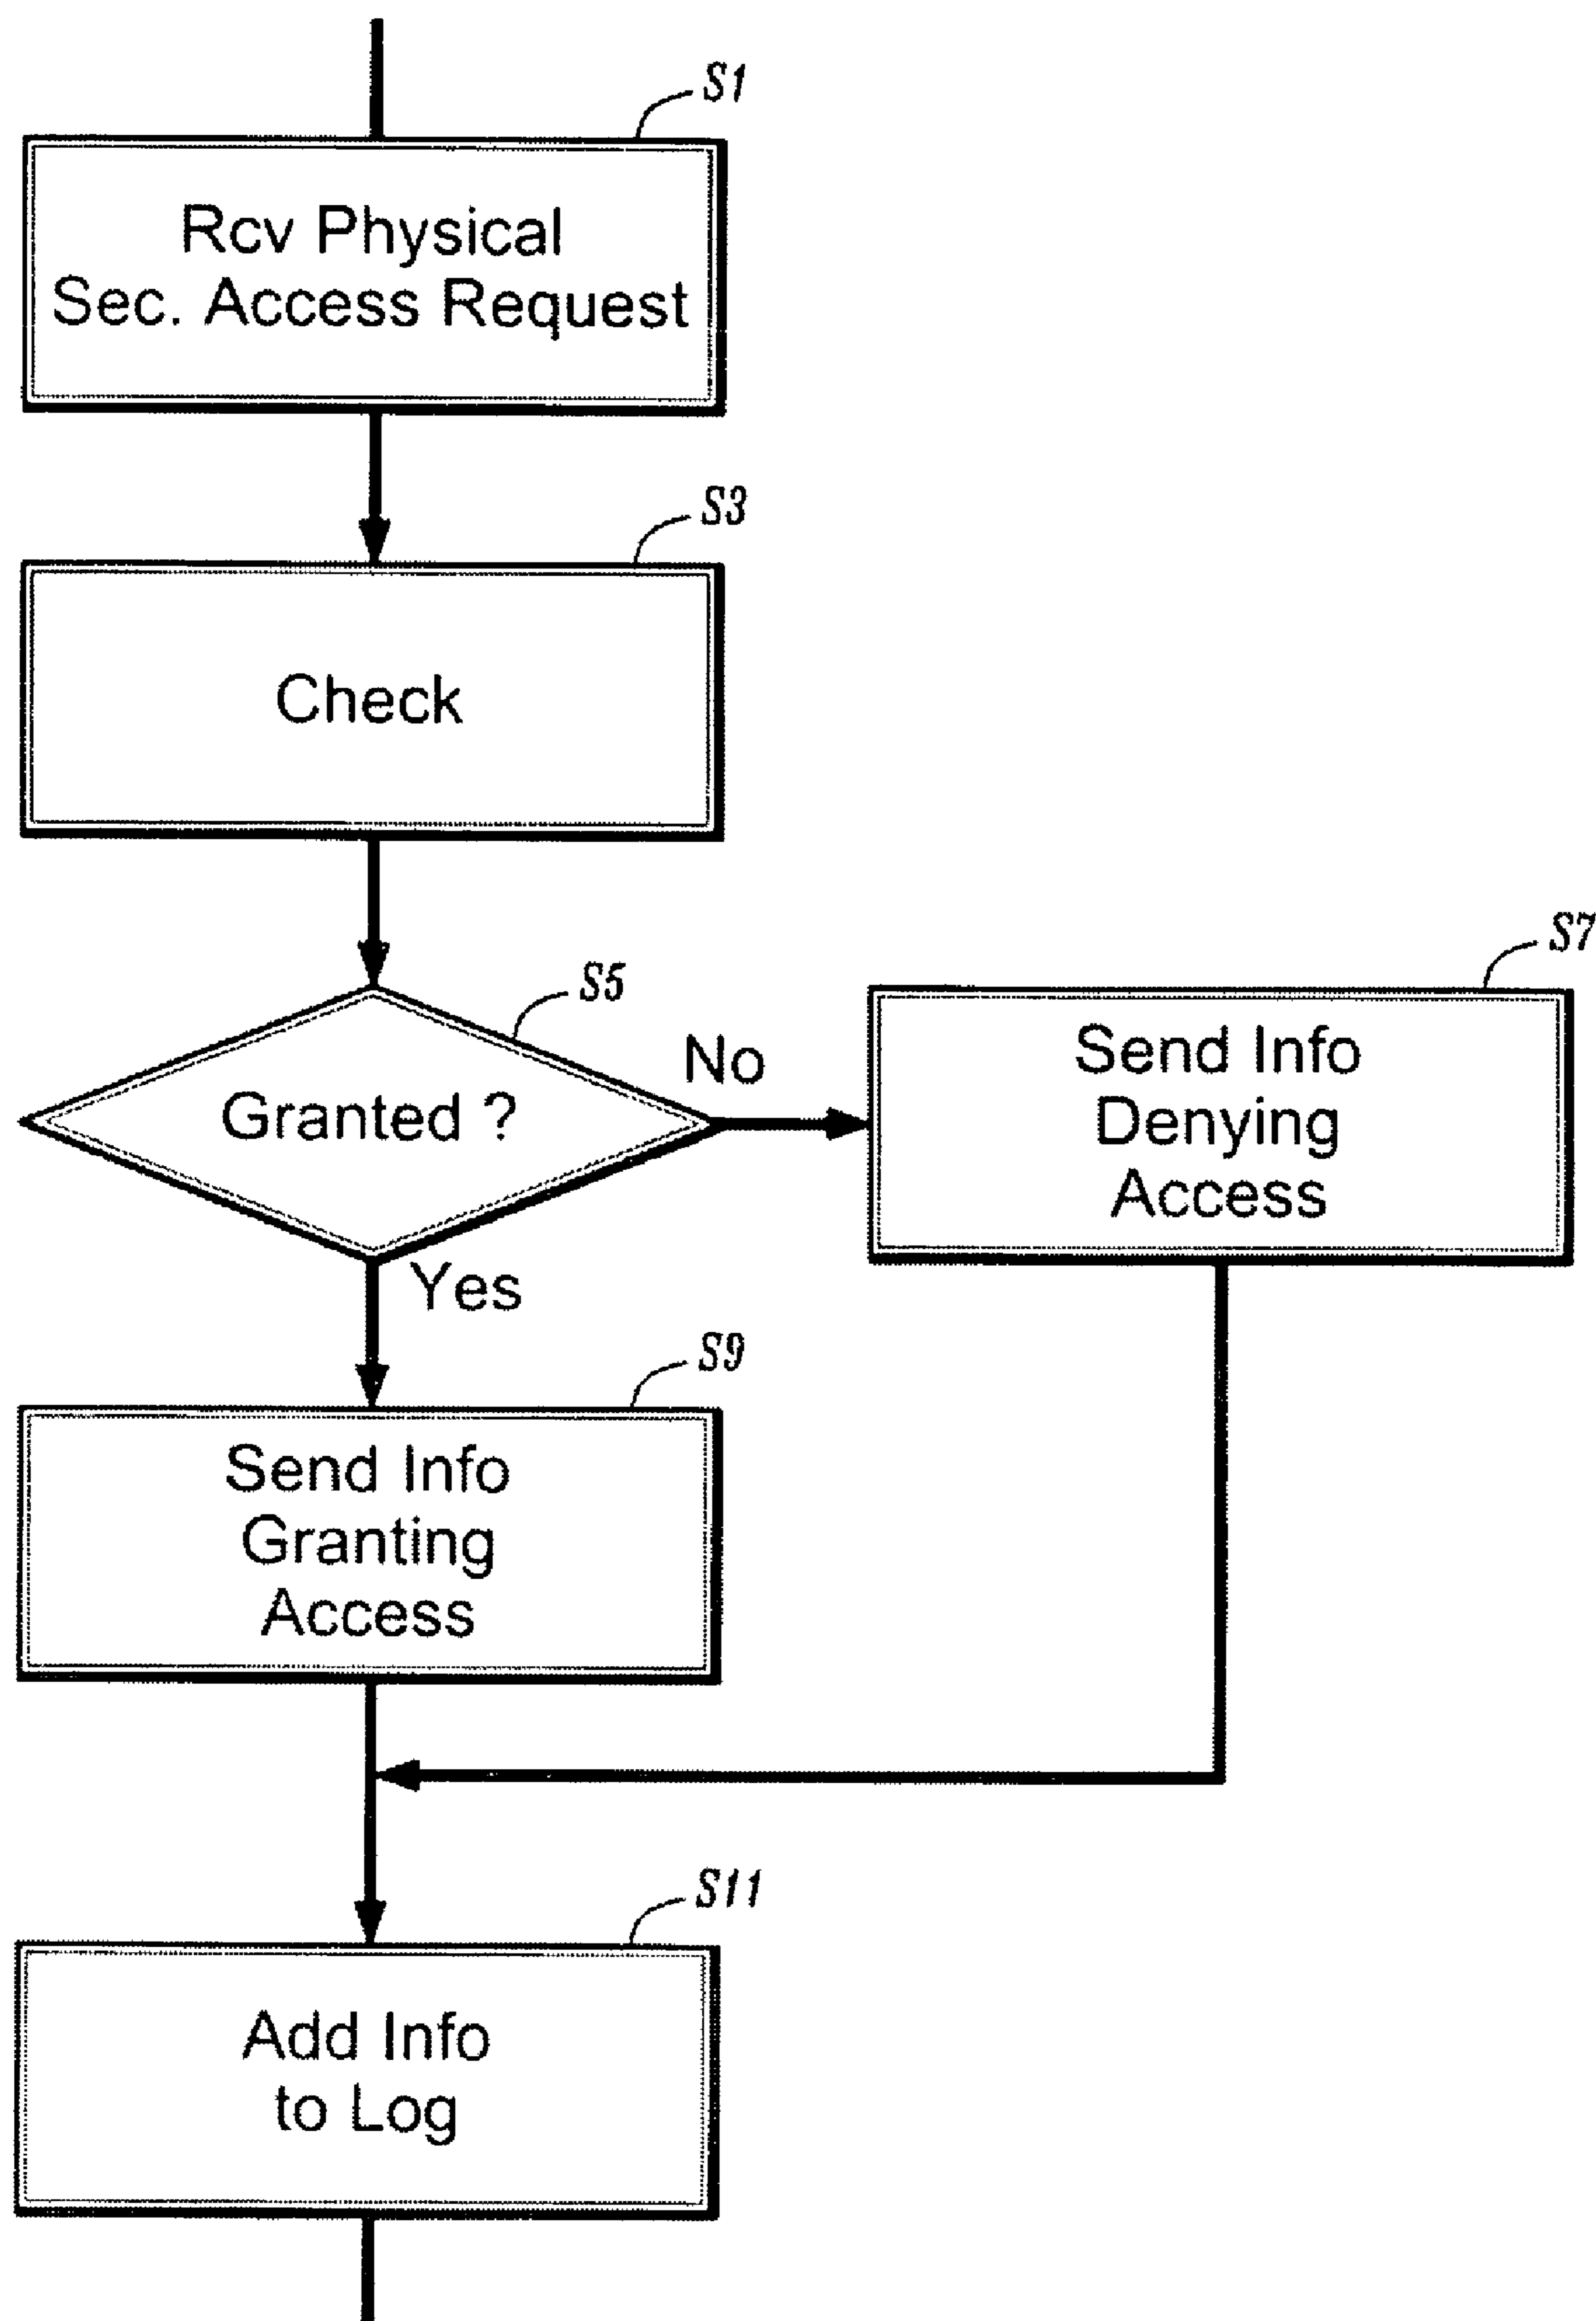 S1
Rcv Physical
Sec. Access Request
S3
Check
S5
Granted ?
No
S7
Send Info
Denying
Access
Yes
S9
Send Info
Granting
Access
S11
Add Info
to Log